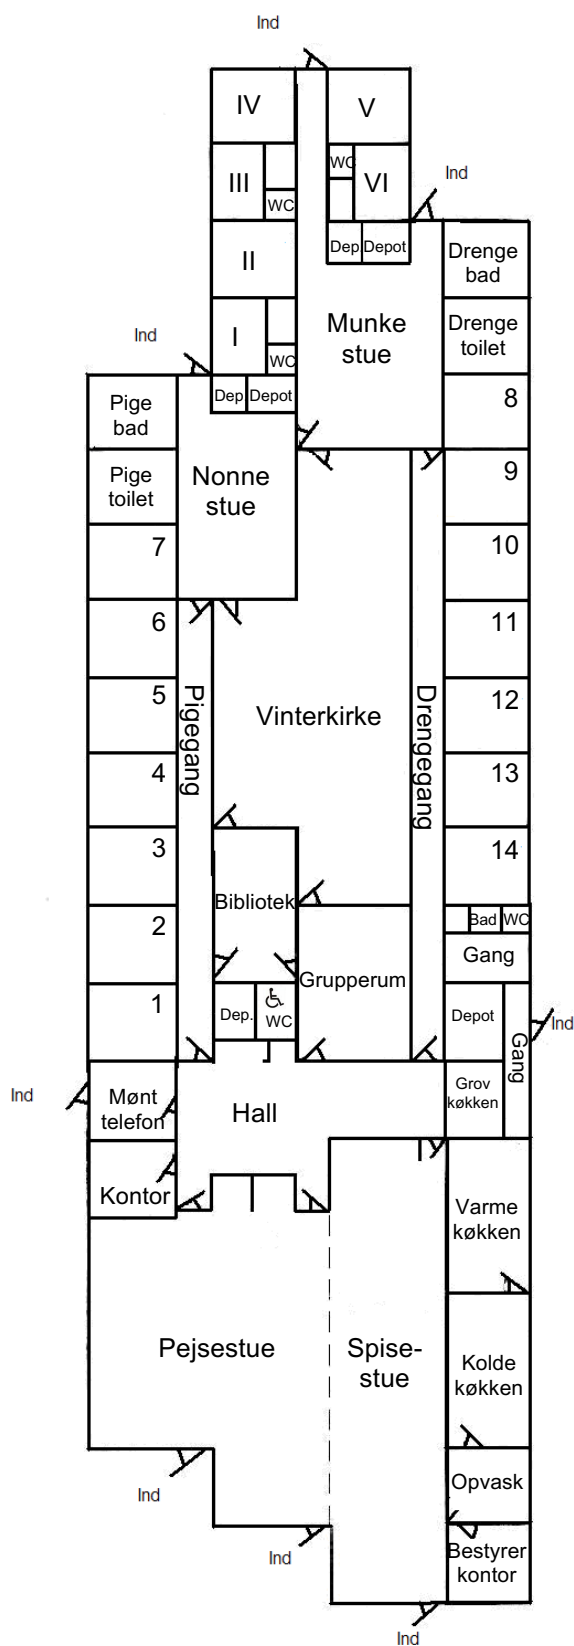 Ind
IV
V
III
WC
VI
Ind
WC
II
Dep
Depot
Drenge
bad
Munke
stue
Drenge
toilet
Ind
I
WC
Dep
Depot
8
Pige
bad
Pige
toilet
Nonne
stue
9
7
10
6
11
5
12
Pigegang
Vinterkirke
Drengegang
4
13
3
14
Bibliotek
2
Bad
WC
Gang
Grupperum
1
Dep.
WC
Depot
Gang
Ind
Ind
Mønt
telefon
Hall
Grov
køkken
Kontor
Varme
køkken
Pejsestue
Spise-
stue
Kolde
køkken
Ind
Opvask
Ind
Bestyrer
kontor
Ind